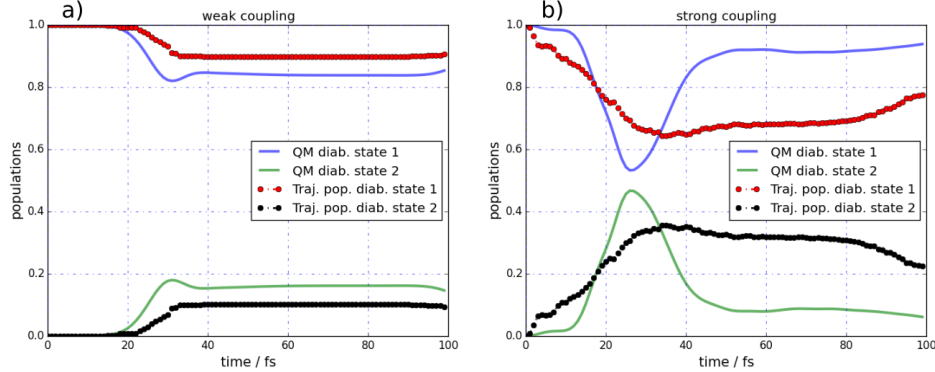 a)
weak coupling
populations
1.0
0.8
0.6
0.4
0.2
0.0
QM diab. state 1
QM diab. state 2
Traj. pop. diab. state 1
Traj. pop. diab. state 2
0 20 40 60 80 100
time / fs
b)
strong coupling
populations
1.0
0.8
0.6
0.4
0.2
0.0
QM diab. state 1
QM diab. state 2
Traj. pop. diab. state 1
Traj. pop. diab. state 2
0 20 40 60 80 100
time / fs